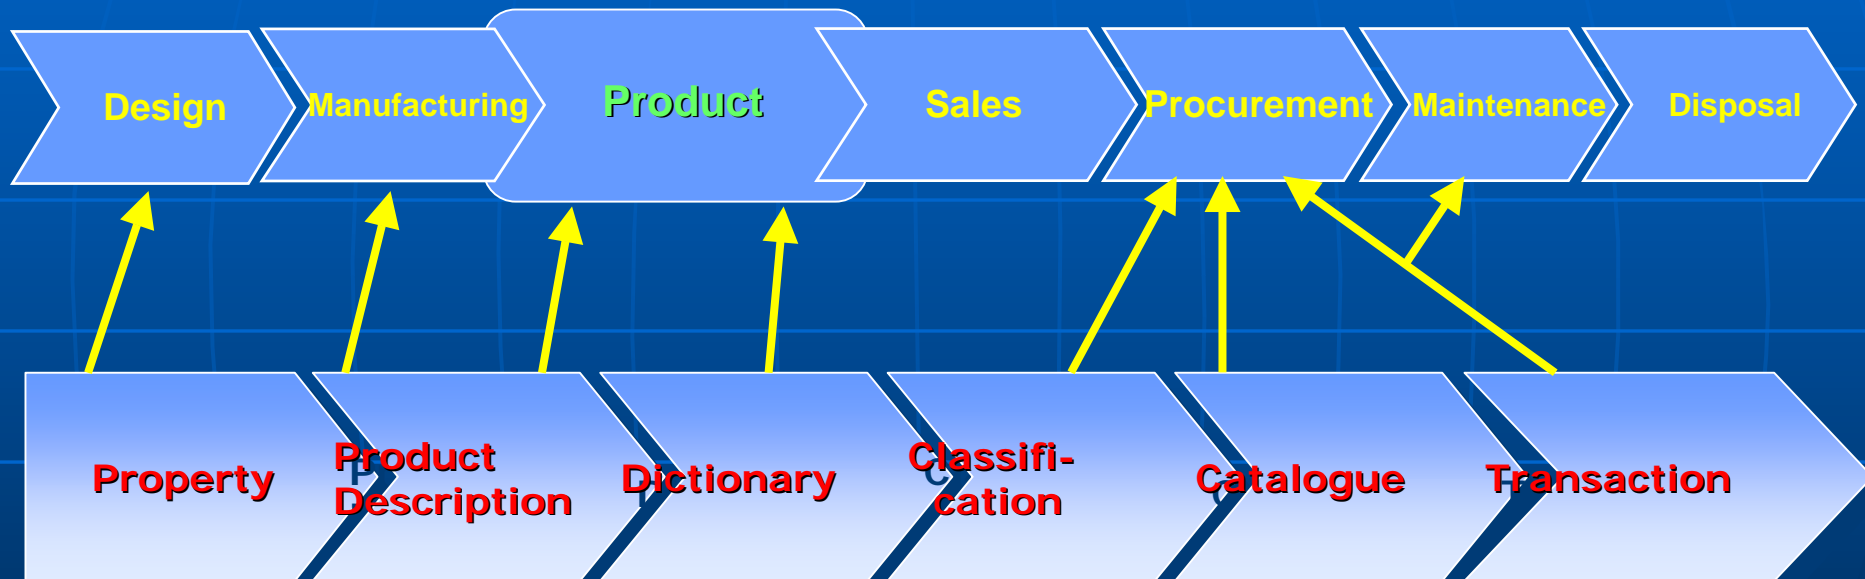 Design
Manufacturing
Product
Sales
Procurement
Maintenance
Disposal
Property
Product
Description
Dictionary
Classifi-
cation
Catalogue
Transaction